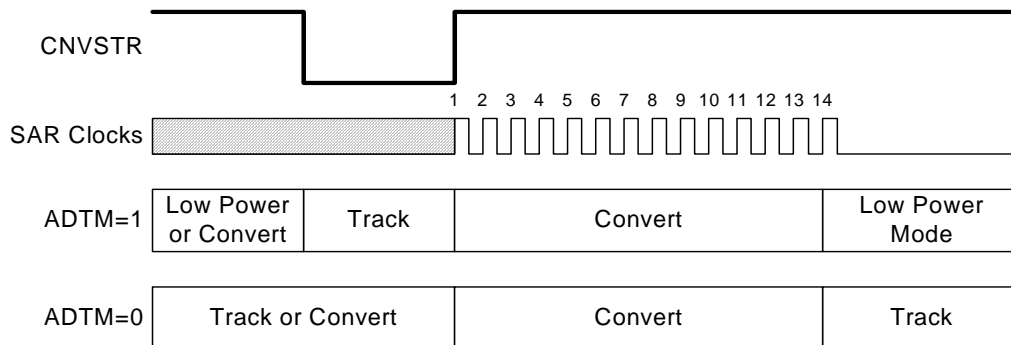 CNVSTR
1 2 3 4 5 6 7 8 9 10 11 12 13 14
SAR Clocks
ADTM=1
Low Power
or Convert
Track
Convert
Low Power
Mode
ADTM=0
Track or Convert
Convert
Track